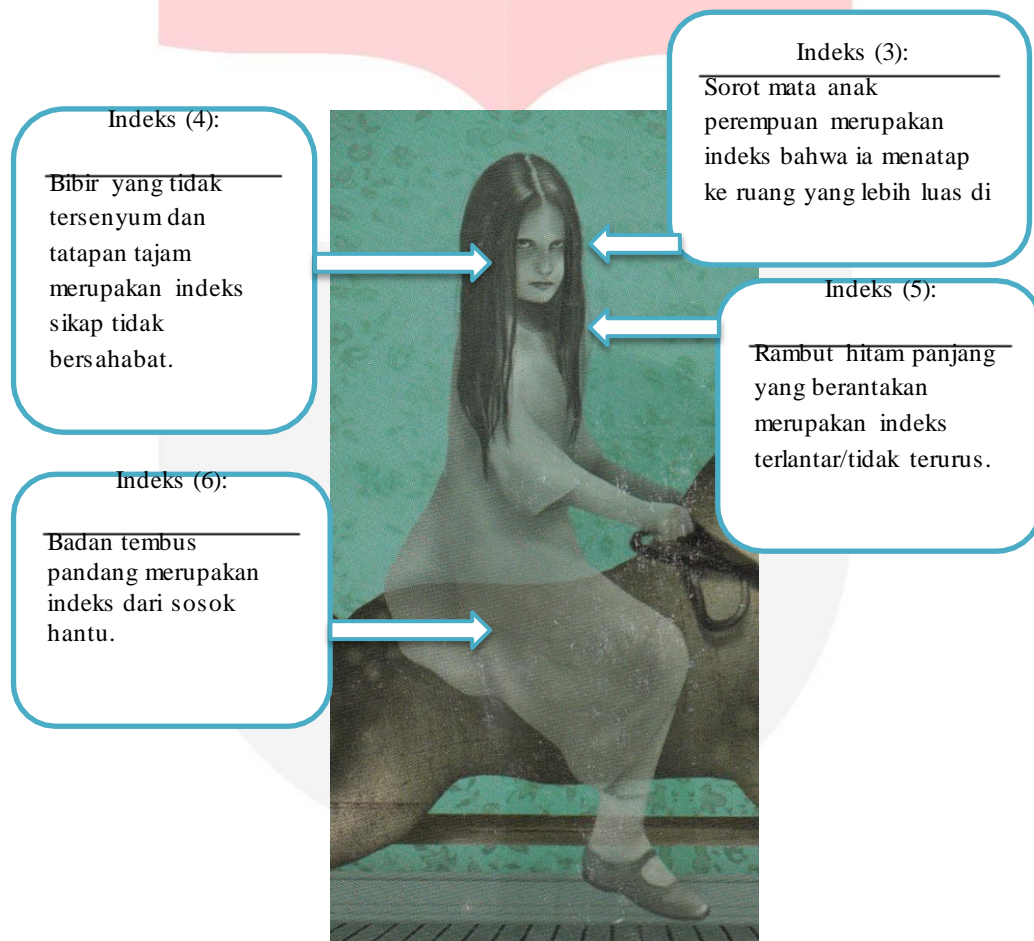 Indeks (3):
Sorot mata anak
perempuan merupakan
indeks bahwa ia menatap
ke ruang yang lebih luas di
Indeks (4):
Bibir yang tidak
tersenyum dan
tatapan tajam
merupakan indeks
sikap tidak
bersahabat.
Indeks (5):
Rambut hitam panjang
yang berantakan
merupakan indeks
terlantar/tidak terurus.
Indeks (6):
Badan tembus
pandang merupakan
indeks dari sosok
hantu.